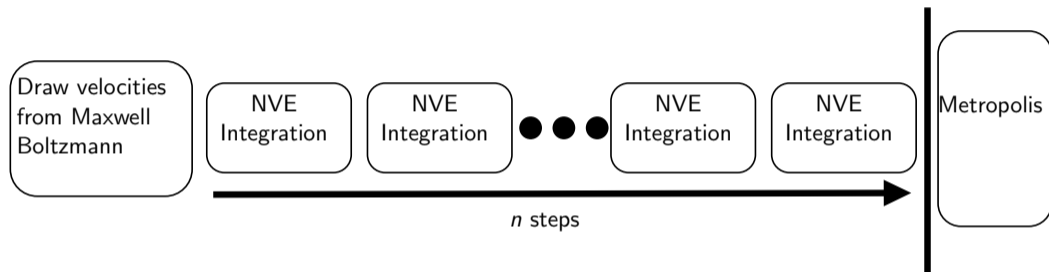 Draw velocities
from Maxwell
Boltzmann
NVE
Integration
NVE
Integration
NVE
Integration
NVE
Integration
n steps
Metropolis